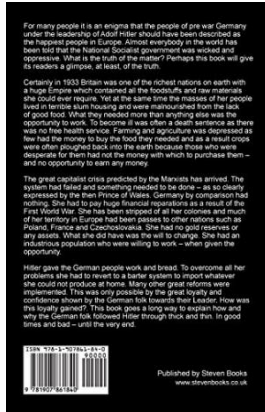 For many people it is an enigma that the people of pre war Germany
under the leadership of Adolf Hitler should have been described as
the happiest people in Europe. Almost everybody in the world has
been told that the National Socialist government was wicked and
oppressive. What is the truth of the matter? Perhaps this book will give
its readers a glimpse, at least, of the truth.
Certainly in 1933 Britain was one of the richest nations on earth with
a huge Empire which contained all the foodstuffs and raw materials
she could ever require. Yet at the same time the masses of her people
lived in terrible slum housing and were malnourished from the lack
of good food. What they needed more than anything else was the
opportunity to work. To become ill was often a death sentence as there
was no free health service. Farming and agriculture was depressed as
few had the money to buy the food they needed and as a result crops
were often ploughed back into the earth because those who were
desperate for them had not the money with which to purchase them –
and no opportunity to earn any money.
The great capitalist crisis predicted by the Marxists has arrived. The
system had failed and something needed to be done – as so clearly
expressed by the then Prince of Wales. Germany by comparison had
nothing. She had to pay huge financial reparations as a result of the
First World War. She has been stripped of all her colonies and much
of her territory in Europe had been passes to other nations such as
Poland, France and Czechoslovakia. She had no gold reserves or
any assets. What she did have was the will to change. She had an
industrious population who were willing to work – when given the
opportunity.
Hitler gave the German people work and bread. To overcome all her
problems she had to revert to a barter system to import whatever
she could not produce at home. Many other great reforms were
implemented. This was only possible by the great loyalty and
confidence shown by the German folk towards their Leader. How was
this loyalty gained? This book goes a long way to explain how and
why the German folk followed Hitler through thick and thin. In good
times and bad – until the very end.
ISBN 978-1-907861-86-0
90000
9 781907 861860
Published by Steven Books
www.stevenbooks.co.uk